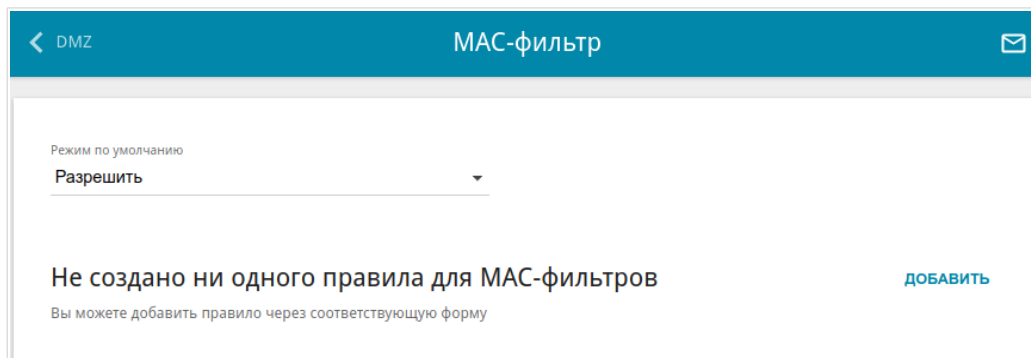 DMZ
MAC-фильтр
Режим по умолчанию
Разрешить
Не создано ни одного правила для MAC-фильтров
ДОБАВИТЬ
Вы можете добавить правило через соответствующую форму